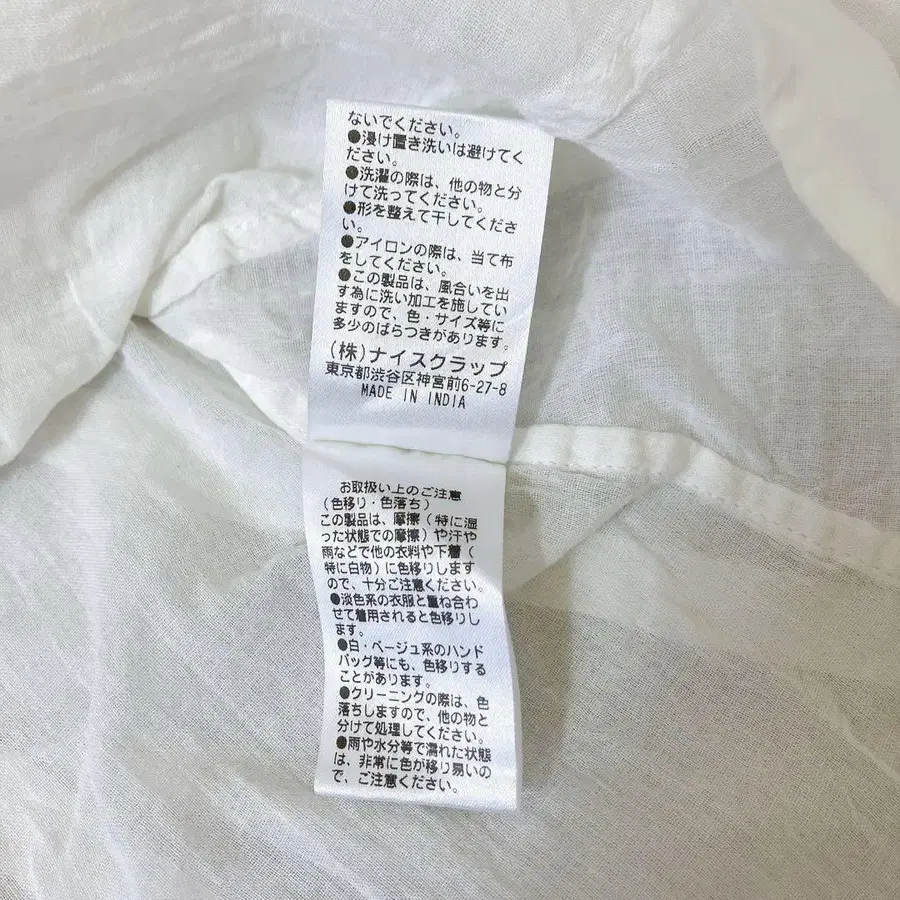 ないでください。
●浸け置き洗いは避けてく
ださい。
●洗濯の際は、他の物と分
けて洗ってください。
●形を整えて干してくださ
い。
●アイロンの際は、当て布
をしてください。
●この製品は、風合いを出
す為に洗い加工を施してい
ますので、色・サイズ等に
多少のばらつきがあります。
(株)ナイスクラップ
東京都渋谷区神宮前6-27-8
MADE IN INDIA
お取扱い上のご注意
(色移り・色落ち)
この製品は、摩擦(特に湿
った状態での摩擦)や汗や
雨などで他の衣料や下着(
特に白物)に色移りします
ので、十分ご注意ください。
●淡色系の衣服と重ね合わ
せて着用されると色移りし
ます。
●白・ベージュ系のハンド
バッグ等にも、色移りする
ことがあります。
●クリーニングの際は、色
落ちしますので、他の物と
分けて処理してください。
●雨や水分等で濡れた状態
は、非常に色が移り易いの
で、ご注意ください。